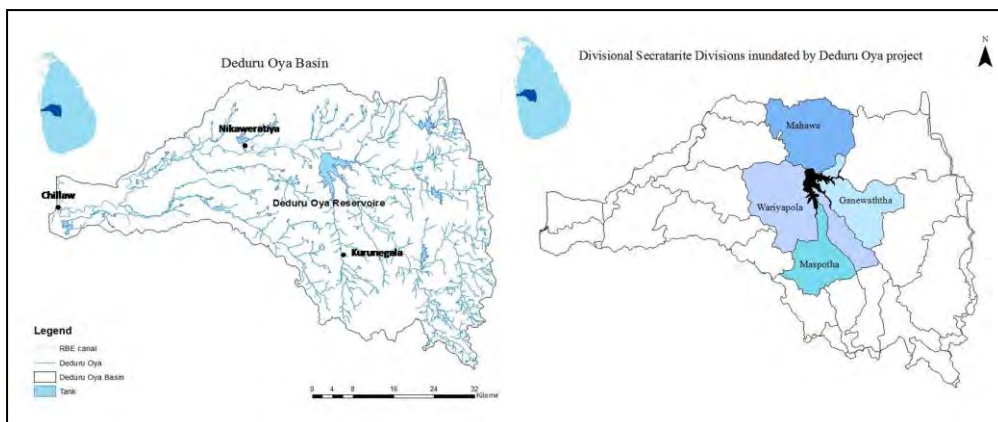 Deduru Oya Basin
Nikaweratiya
Chillaw
Deduru Oya Reservoire
Kurunegala
Legend
RBE canal
Deduru Oya
Deduru Oya Basin
Tank
0 4 8 16 24 32
Kilome
Divisional Secratarite Divisions inundated by Deduru Oya project
N
Mahawa
Wariyapola
Ganewaththa
Maspotha